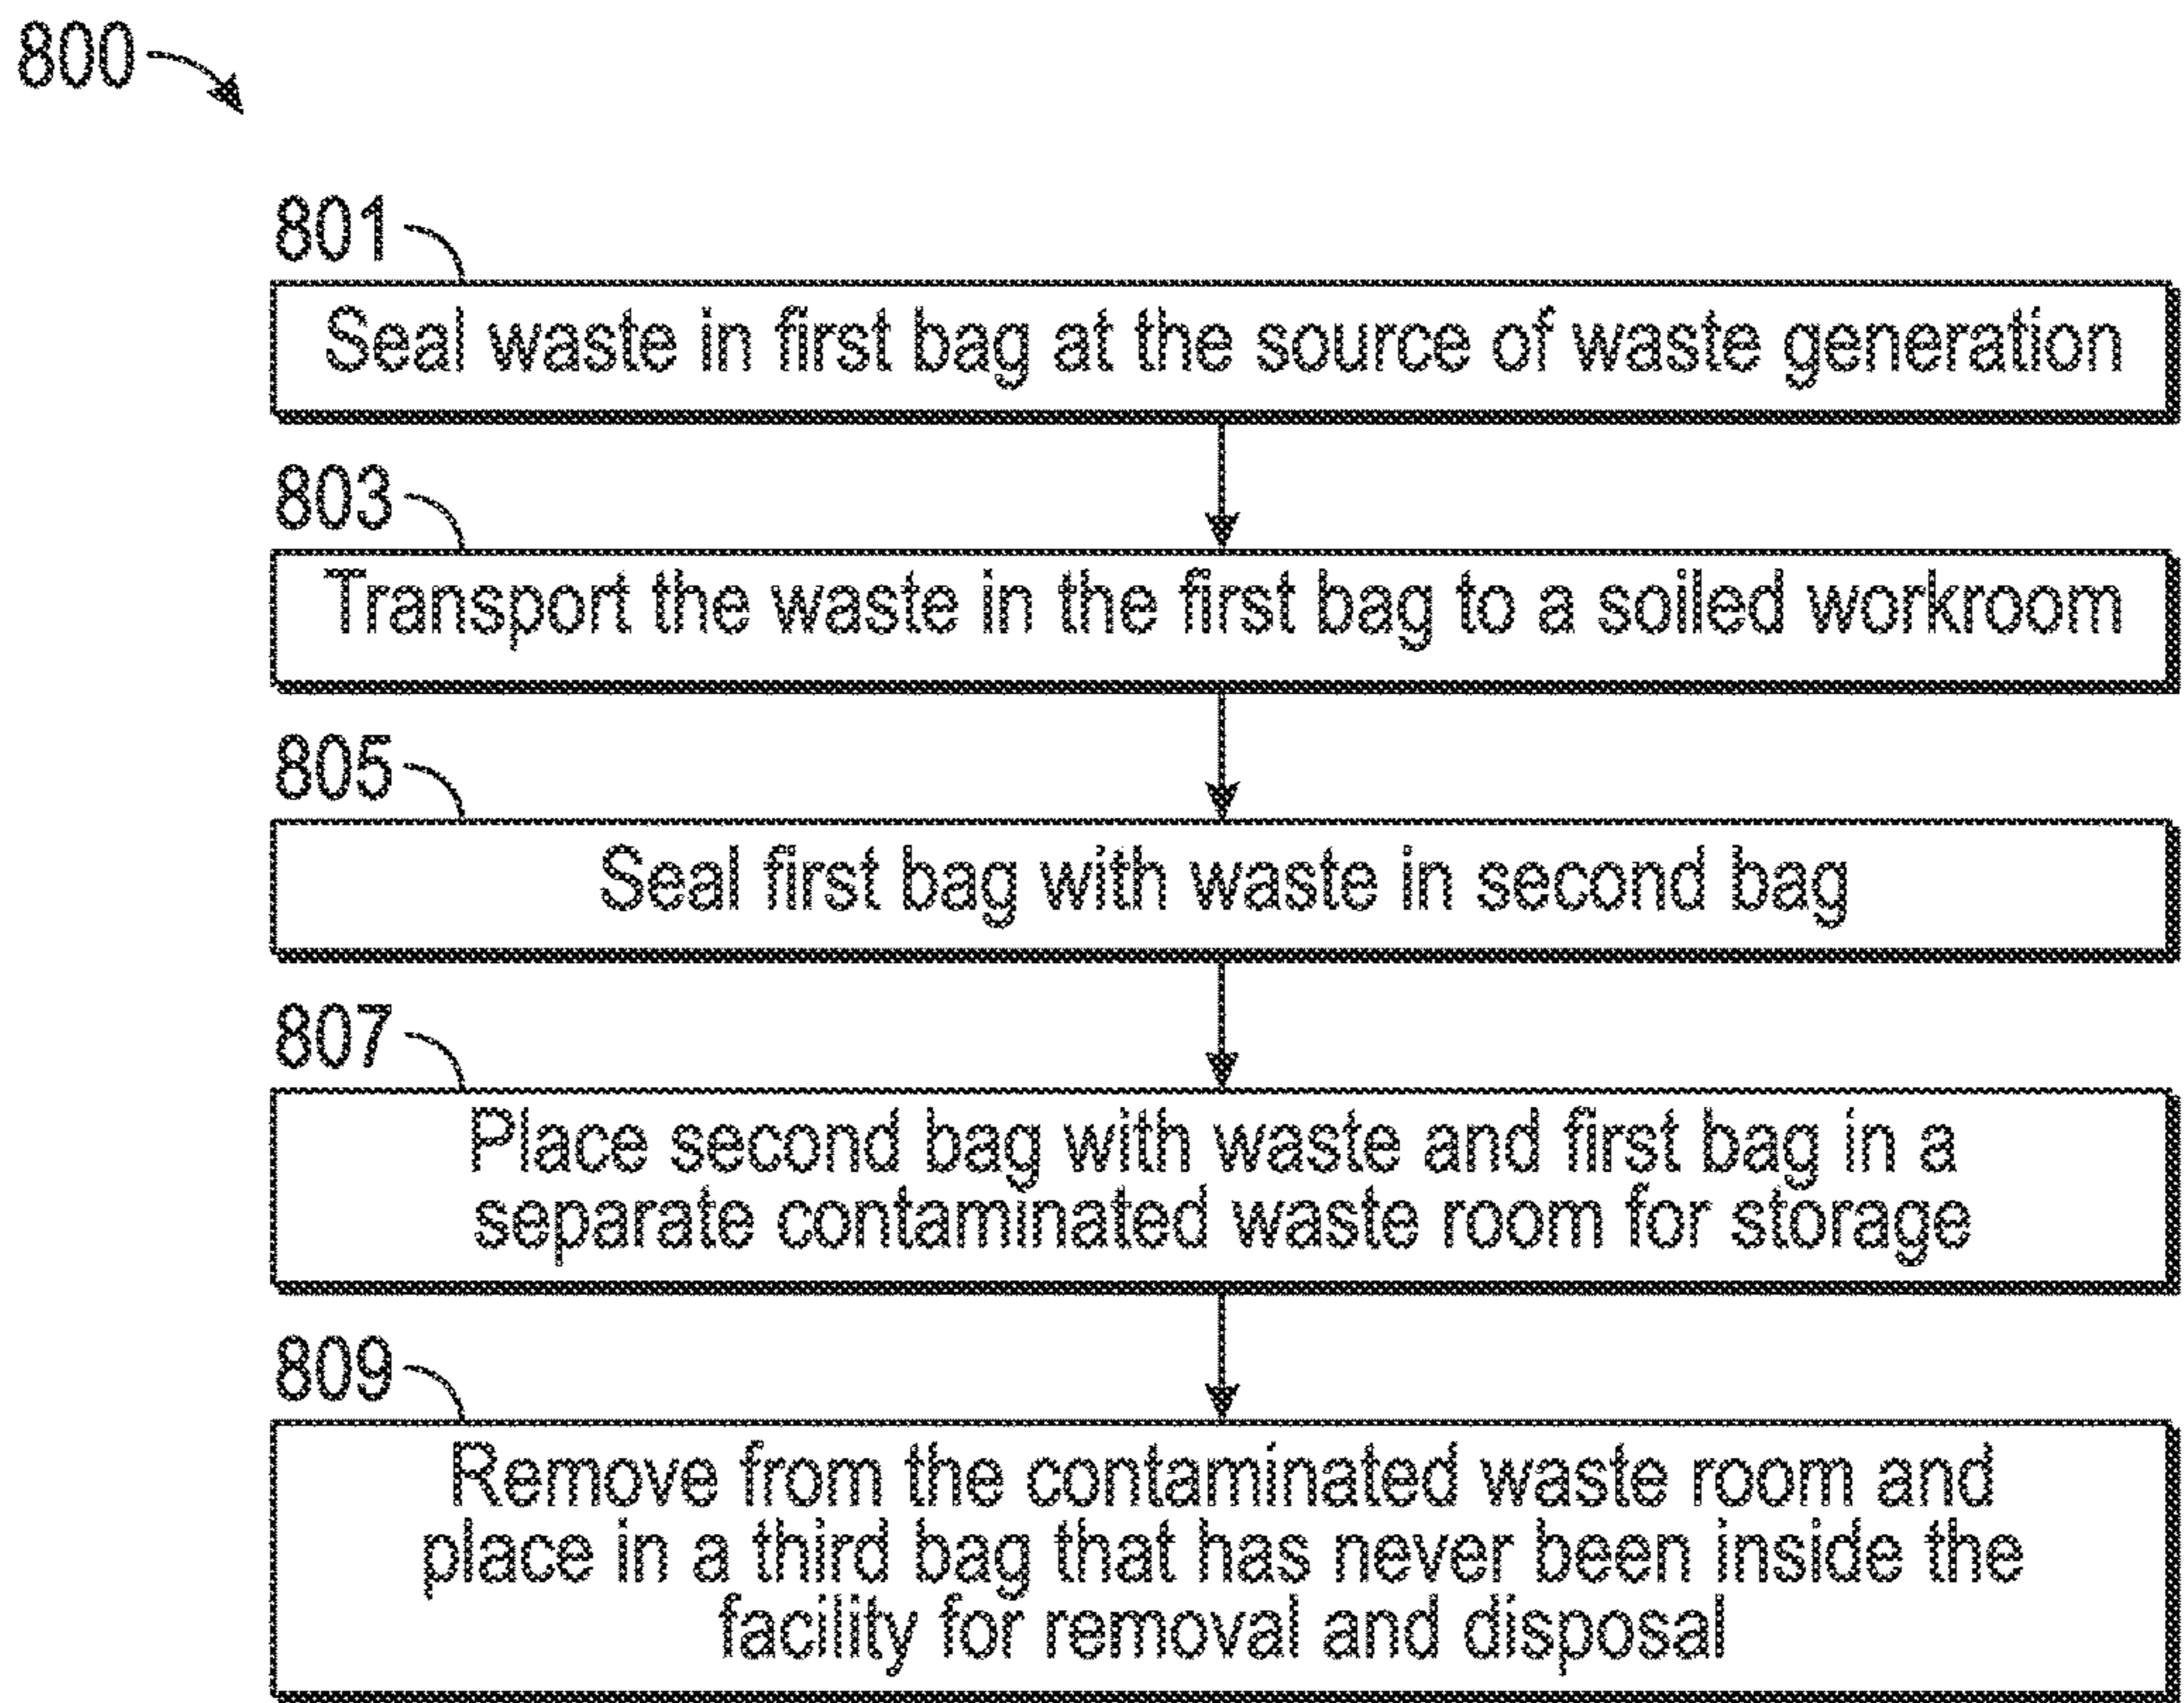 800
801
Seal waste in first bag at the source of waste generation
803
Transport the waste in the first bag to a soiled workroom
805
Seal first bag with waste in second bag
807
Place second bag with waste and first bag in a
separate contaminated waste room for storage
809
Remove from the contaminated waste room and
place in a third bag that has never been inside the
facility for removal and disposal